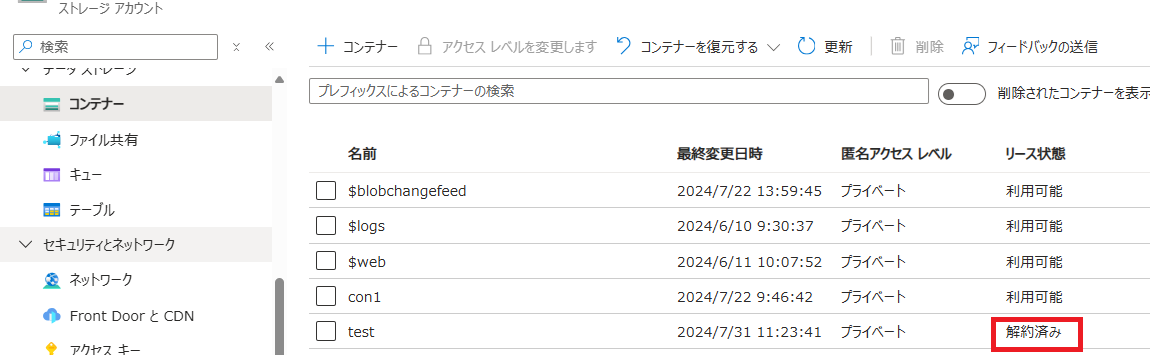 ストレージ アカウント
検索
データ ストレージ
コンテナー
ファイル共有
キュー
テーブル
セキュリティとネットワーク
ネットワーク
Front Door と CDN
アクセス キー
コンテナー アクセス レベルを変更します コンテナーを復元する 更新 削除 フィードバックの送信
プレフィックスによるコンテナーの検索 削除されたコンテナーを表示
名前 最終変更日時 匿名アクセス レベル リース状態
$blobchangefeed 2024/7/22 13:59:45 プライベート 利用可能
$logs 2024/6/10 9:30:37 プライベート 利用可能
$web 2024/6/11 10:07:52 プライベート 利用可能
con1 2024/7/22 9:46:42 プライベート 利用可能
test 2024/7/31 11:23:41 プライベート 解約済み